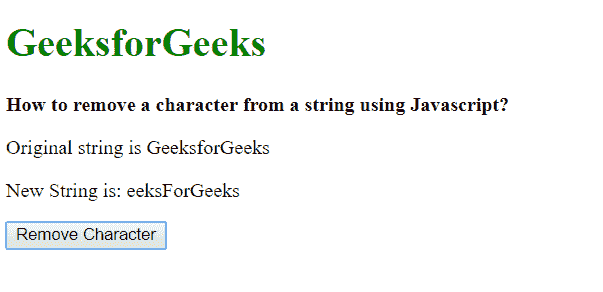 GeeksforGeeks
How to remove a character from a string using Javascript?
Original string is GeeksforGeeks
New String is: eeksForGeeks
Remove Character